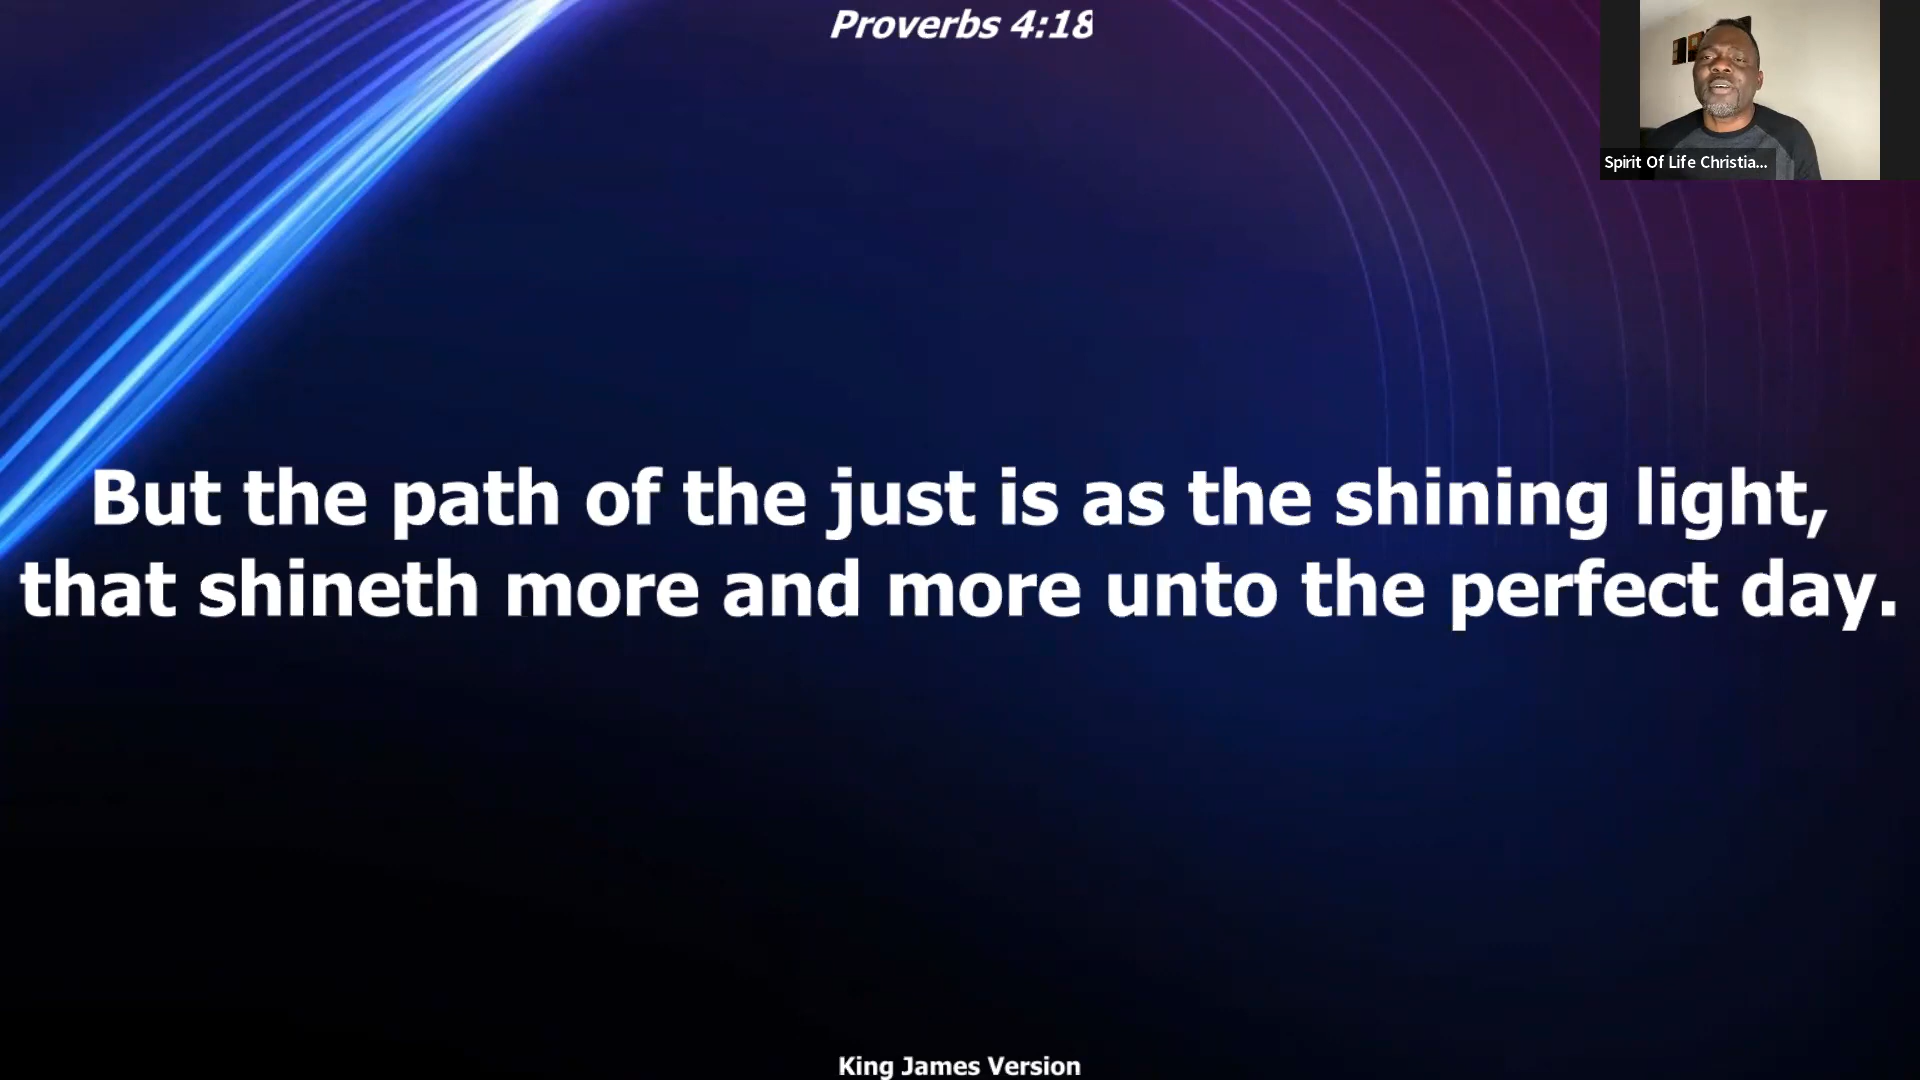 Proverbs 4:18
Spirit Of Life Christia...
But the path of the just is as the shining light,
that shineth more and more unto the perfect day.
King James Version